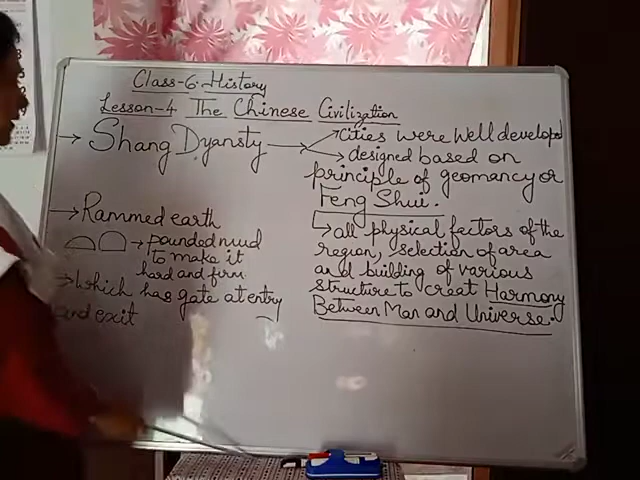 Class-6 History
Lesson-4 The Chinese Civilization
→ Shang Dyansty → Cities were well developed
→ designed based on
principle of geomancy or
Feng Shui.
→ all physical factors of the
region, selection of area
and building of various
structure to creat Harmony
Between Man and Universe.
→ Rammed earth
→ pounded mud
to make it
hard and firm
→ which has gate at entry
and exit